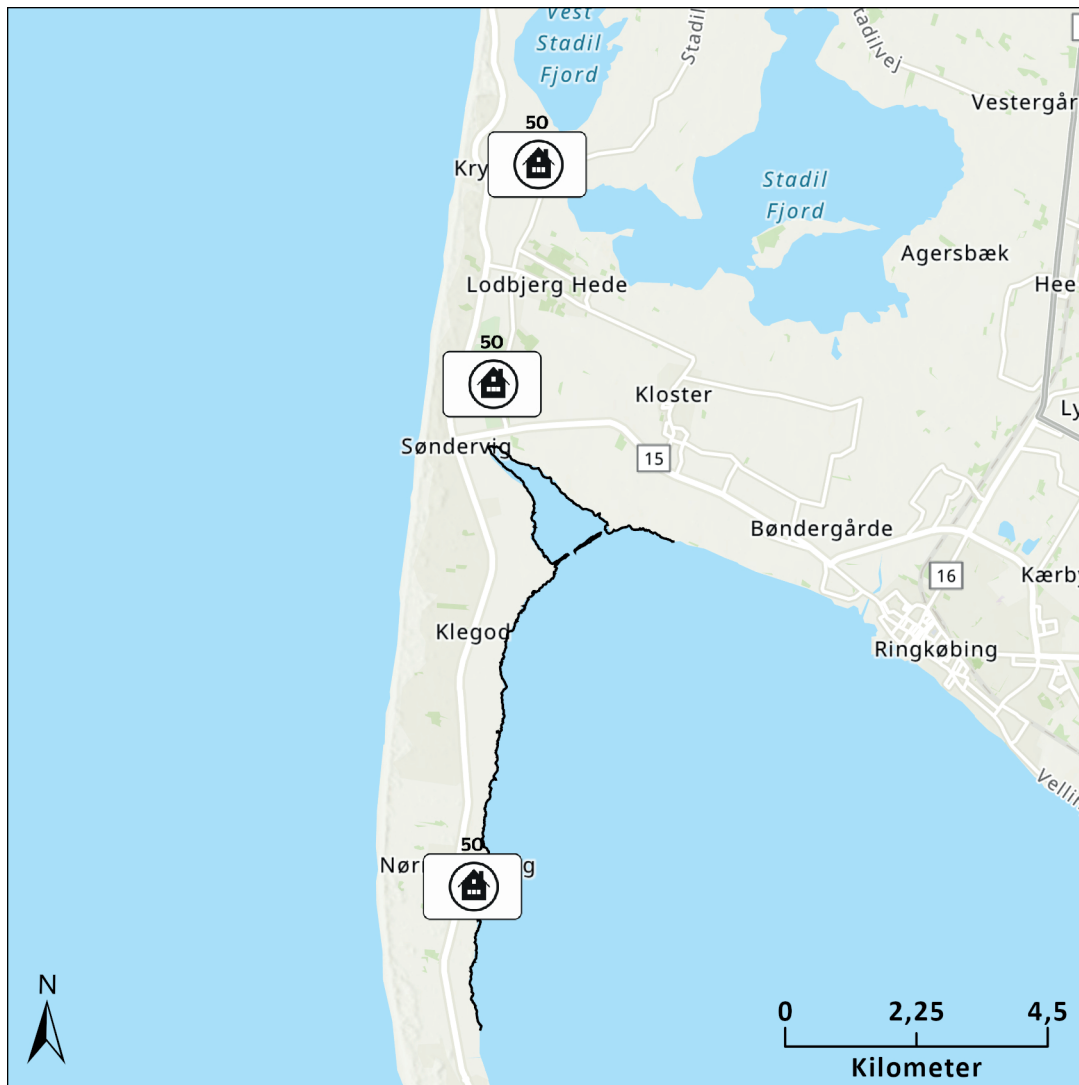 Vest
Stadil
Fjord
Stadil
tadilvej
Vestergår
50
Kry
Stadil
Fjord
Agersbæk
Lodbjerg Hede
Hee
50
Kloster
Ly
Søndervig
15
Bøndergårde
16
Kærby
Klegod
Ringkøbing
Vellin
50
Nør
g
N
0
2,25
4,5
Kilometer